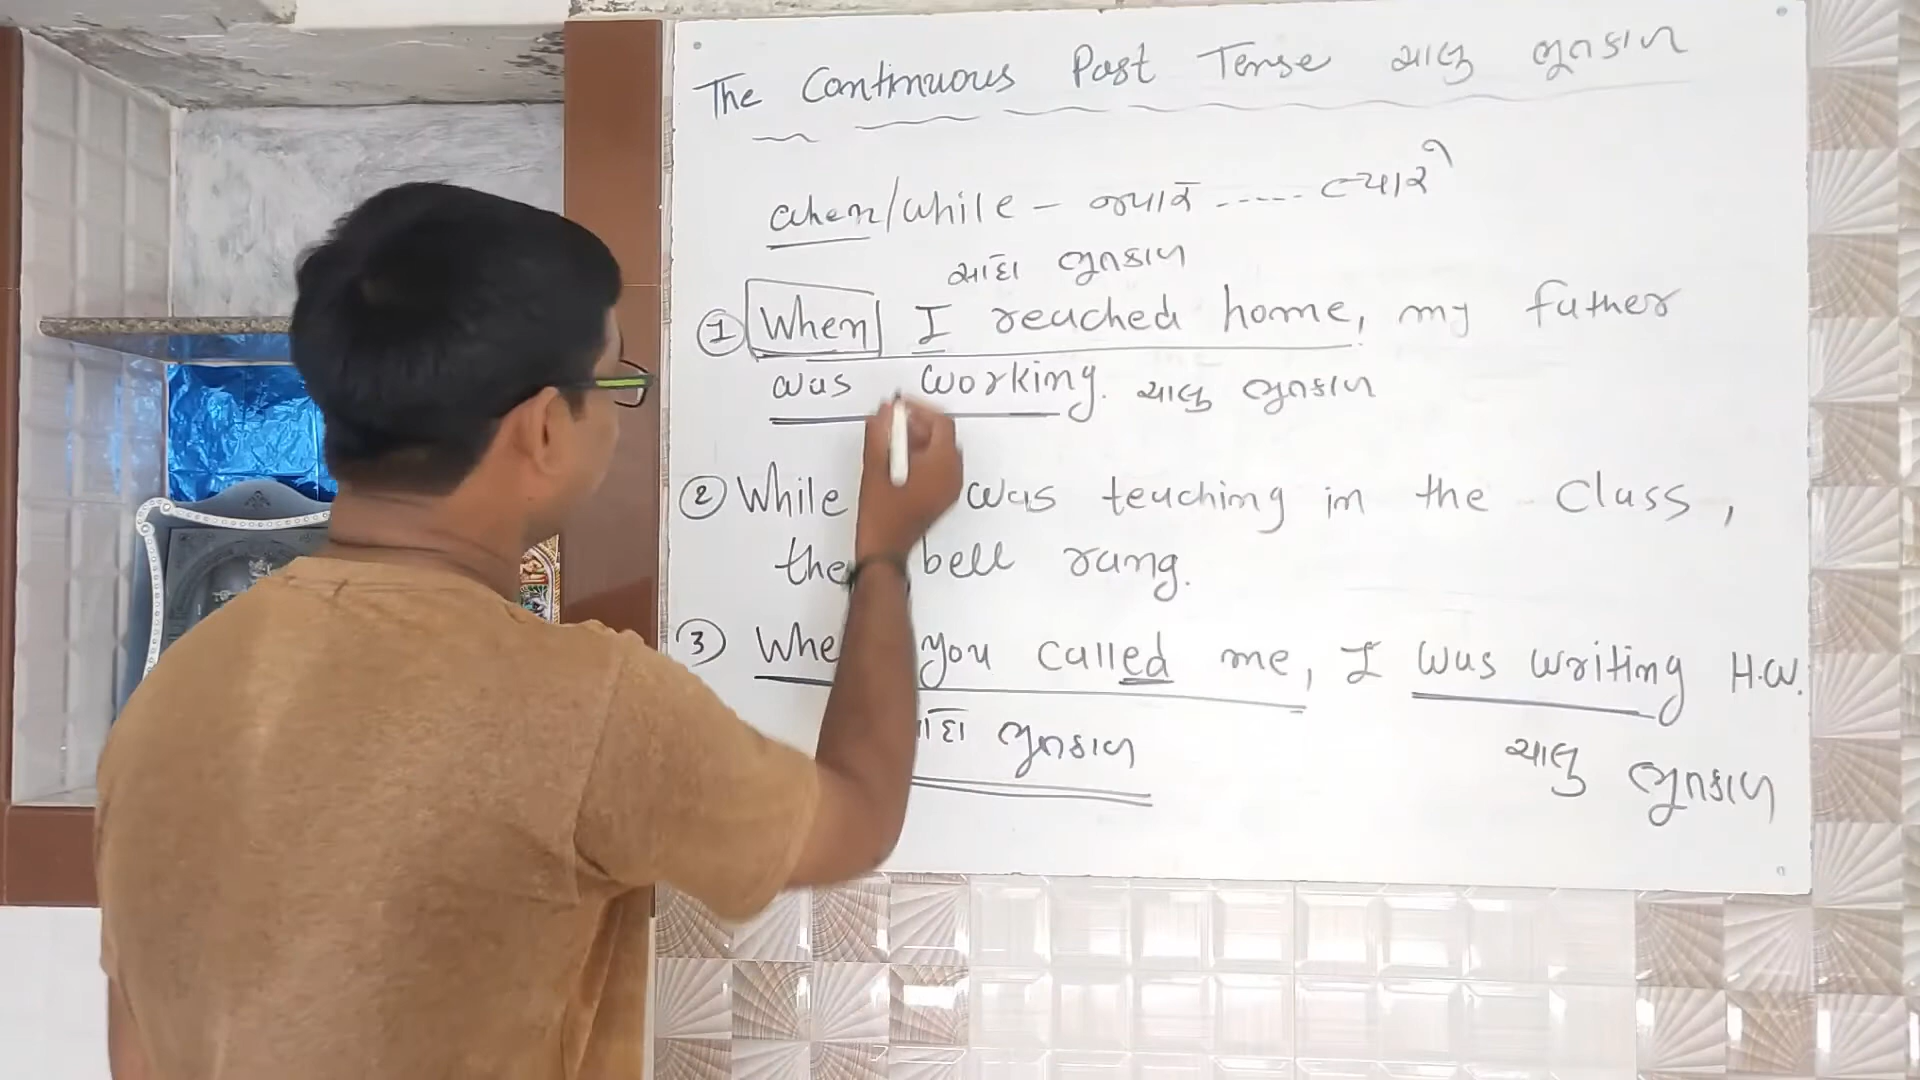 The Continuous Past Tense ચાલુ ભૂતકાળ
when/while - જ્યારે ..... ત્યારે
સાદો ભૂતકાળ
① When I reached home, my father
was working. ચાલુ ભૂતકાળ
② While was teaching in the class,
the bell rang.
③ Whe you called me, I was writing H.W.
ભૂતકાળ ચાલુ ભૂતકાળ